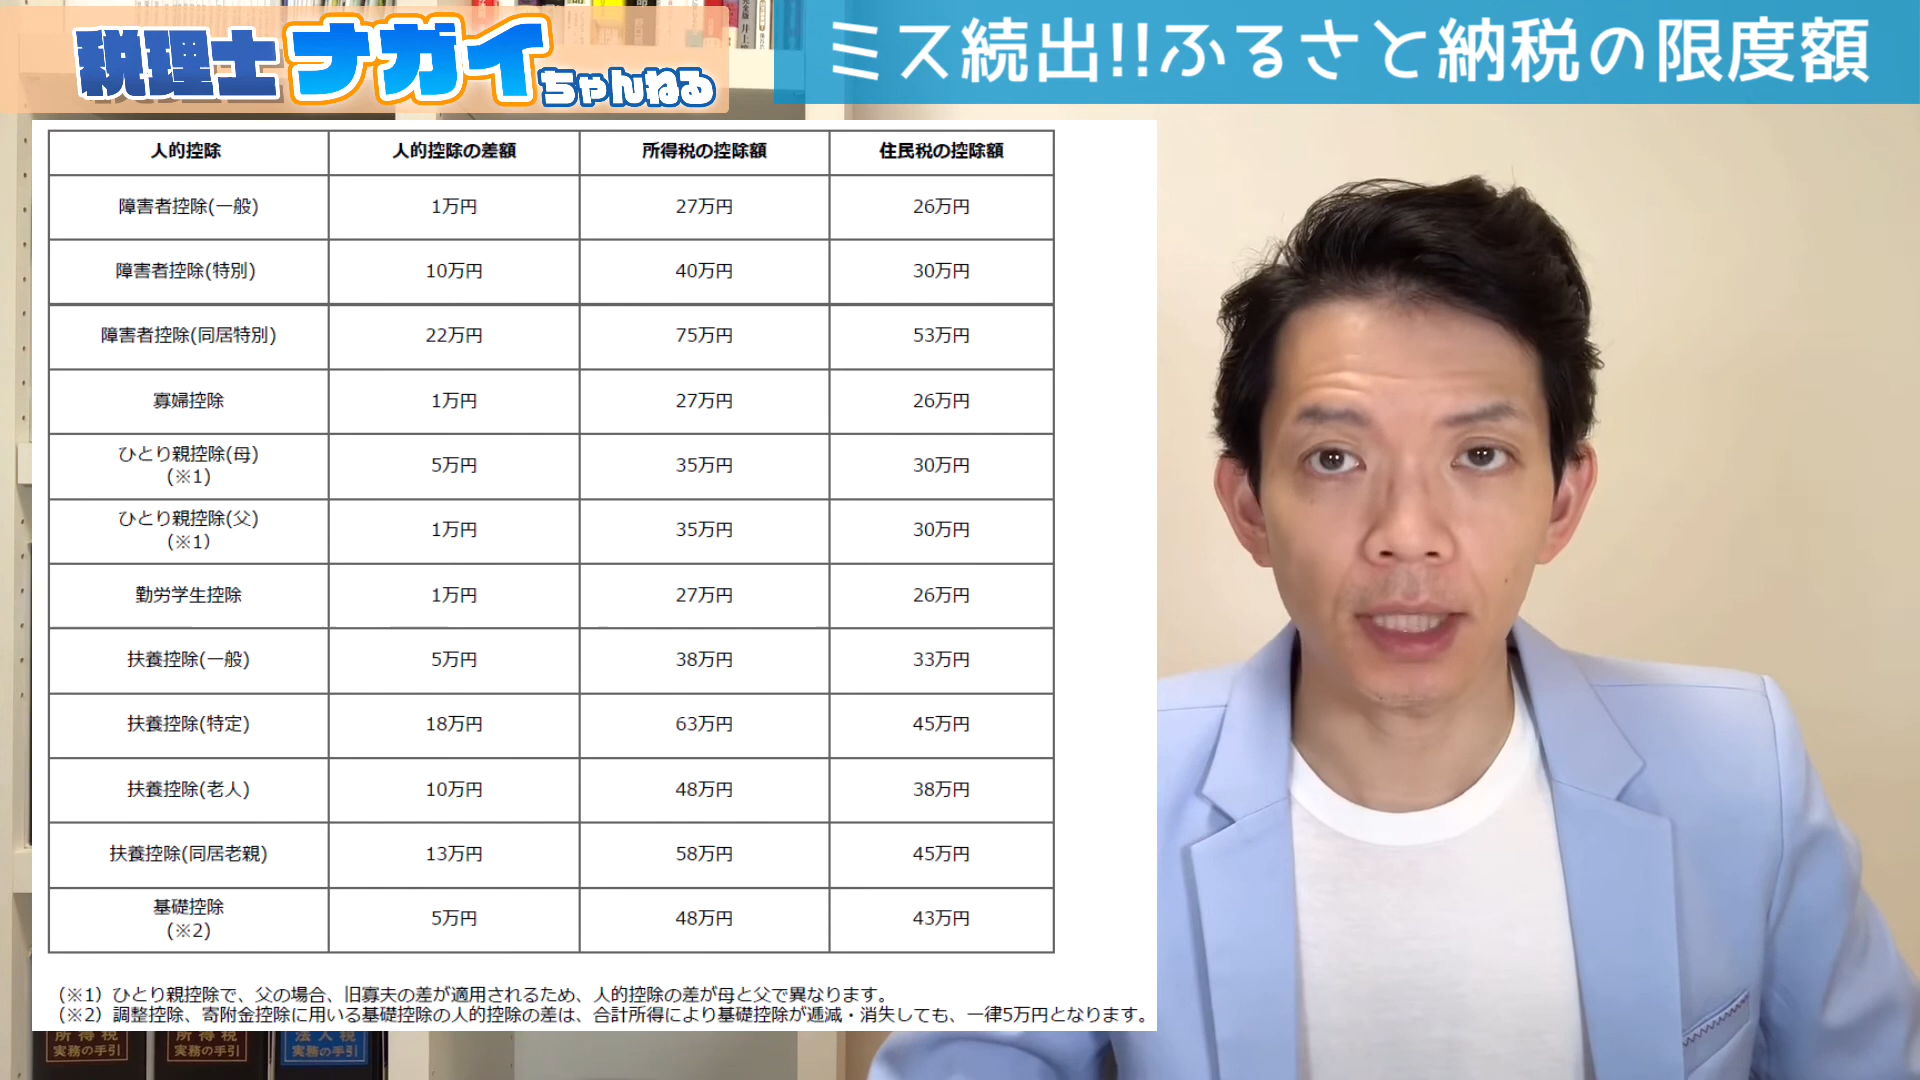 税理士ナガイちゃんねる
ミス続出!!ふるさと納税の限度額
人的控除 人的控除の差額 所得税の控除額 住民税の控除額
障害者控除(一般) 1万円 27万円 26万円
障害者控除(特別) 10万円 40万円 30万円
障害者控除(同居特別) 22万円 75万円 53万円
寡婦控除 1万円 27万円 26万円
ひとり親控除(母)
(※1) 5万円 35万円 30万円
ひとり親控除(父)
(※1) 1万円 35万円 30万円
勤労学生控除 1万円 27万円 26万円
扶養控除(一般) 5万円 38万円 33万円
扶養控除(特定) 18万円 63万円 45万円
扶養控除(老人) 10万円 48万円 38万円
扶養控除(同居老親) 13万円 58万円 45万円
基礎控除
(※2) 5万円 48万円 43万円
(※1) ひとり親控除で、父の場合、旧寡夫の差が適用されるため、人的控除の差が母と父で異なります。
(※2) 調整控除、寄附金控除に用いる基礎控除の人的控除の差は、合計所得により基礎控除が逓減・消失しても、一律5万円となります。
所得税
実務の手引
所得税
実務の手引
法人税
実務の手引